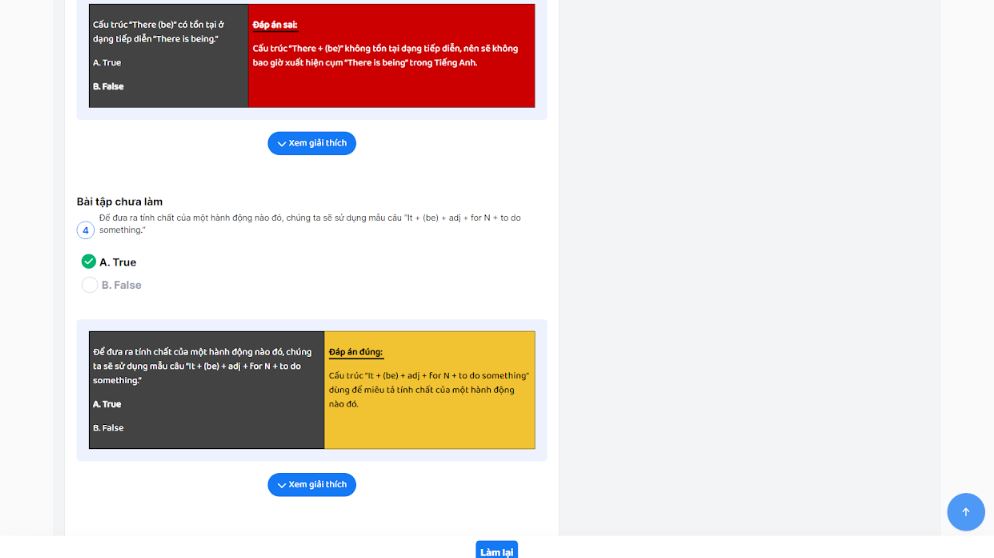 Cấu trúc "There (be)" có tồn tại ở
dạng tiếp diễn "There is being."
A. True
B. False
Đáp án sai:
Cấu trúc "There + (be)" không tồn tại dạng tiếp diễn, nên sẽ không
bao giờ xuất hiện cụm "There is being" trong Tiếng Anh.
Xem giải thích
Bài tập chưa làm
4
Để đưa ra tính chất của một hành động nào đó, chúng ta sẽ sử dụng mẫu câu "It + (be) + adj + for N + to do
something."
A. True
B. False
Để đưa ra tính chất của một hành động nào đó, chúng
ta sẽ sử dụng mẫu câu "It + (be) + adj + for N + to do
something."
A. True
B. False
Đáp án đúng:
Cấu trúc "It + (be) + adj + for N + to do something"
dùng để miêu tả tính chất của một hành động
nào đó.
Xem giải thích
Làm lại